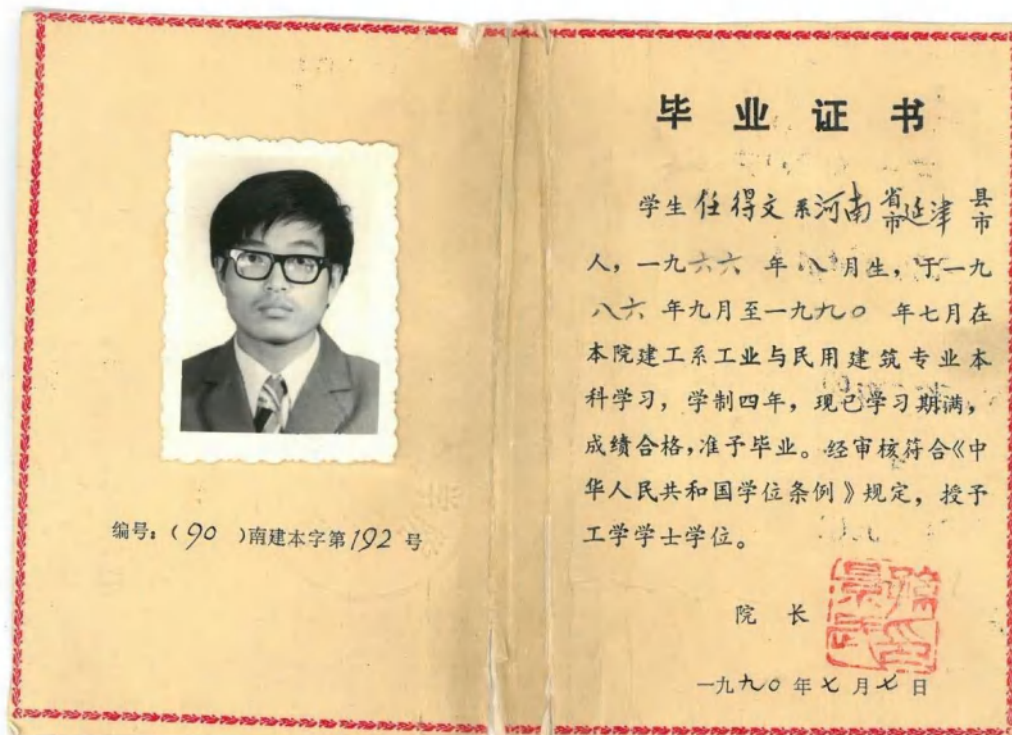 编号:(90 )南建本字第192 号
毕业证书
学生任得文系河南省市延津县市
人,一九六六 年 八月生,于一九
八六 年九月至一九九〇 年七月在
本院建工系工业与民用建筑专业本
科学习,学制四年,现已学习期满,
成绩合格,准予毕业。经审核符合《中
华人民共和国学位条例》规定,授予
工学学士学位。
院 长
一九九〇年七月七日